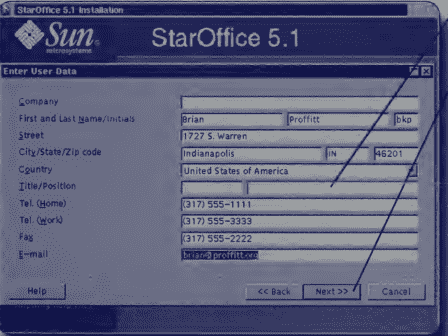 StarOffice 5.1 Installation
Sun microsystems StarOffice 5.1
Enter User Data
Company
First and Last Name/Initials Brian Proffitt bkp
Street 1727 S. Warren
City/State/Zip code Indianapolis IN 46201
Country United States of America
Title/Position
Tel. (Home) (317) 555-1111
Tel. (Work) (317) 555-3333
Fax (317) 555-2222
E-mail brian@proffitt.org
Help << Back Next >> Cancel